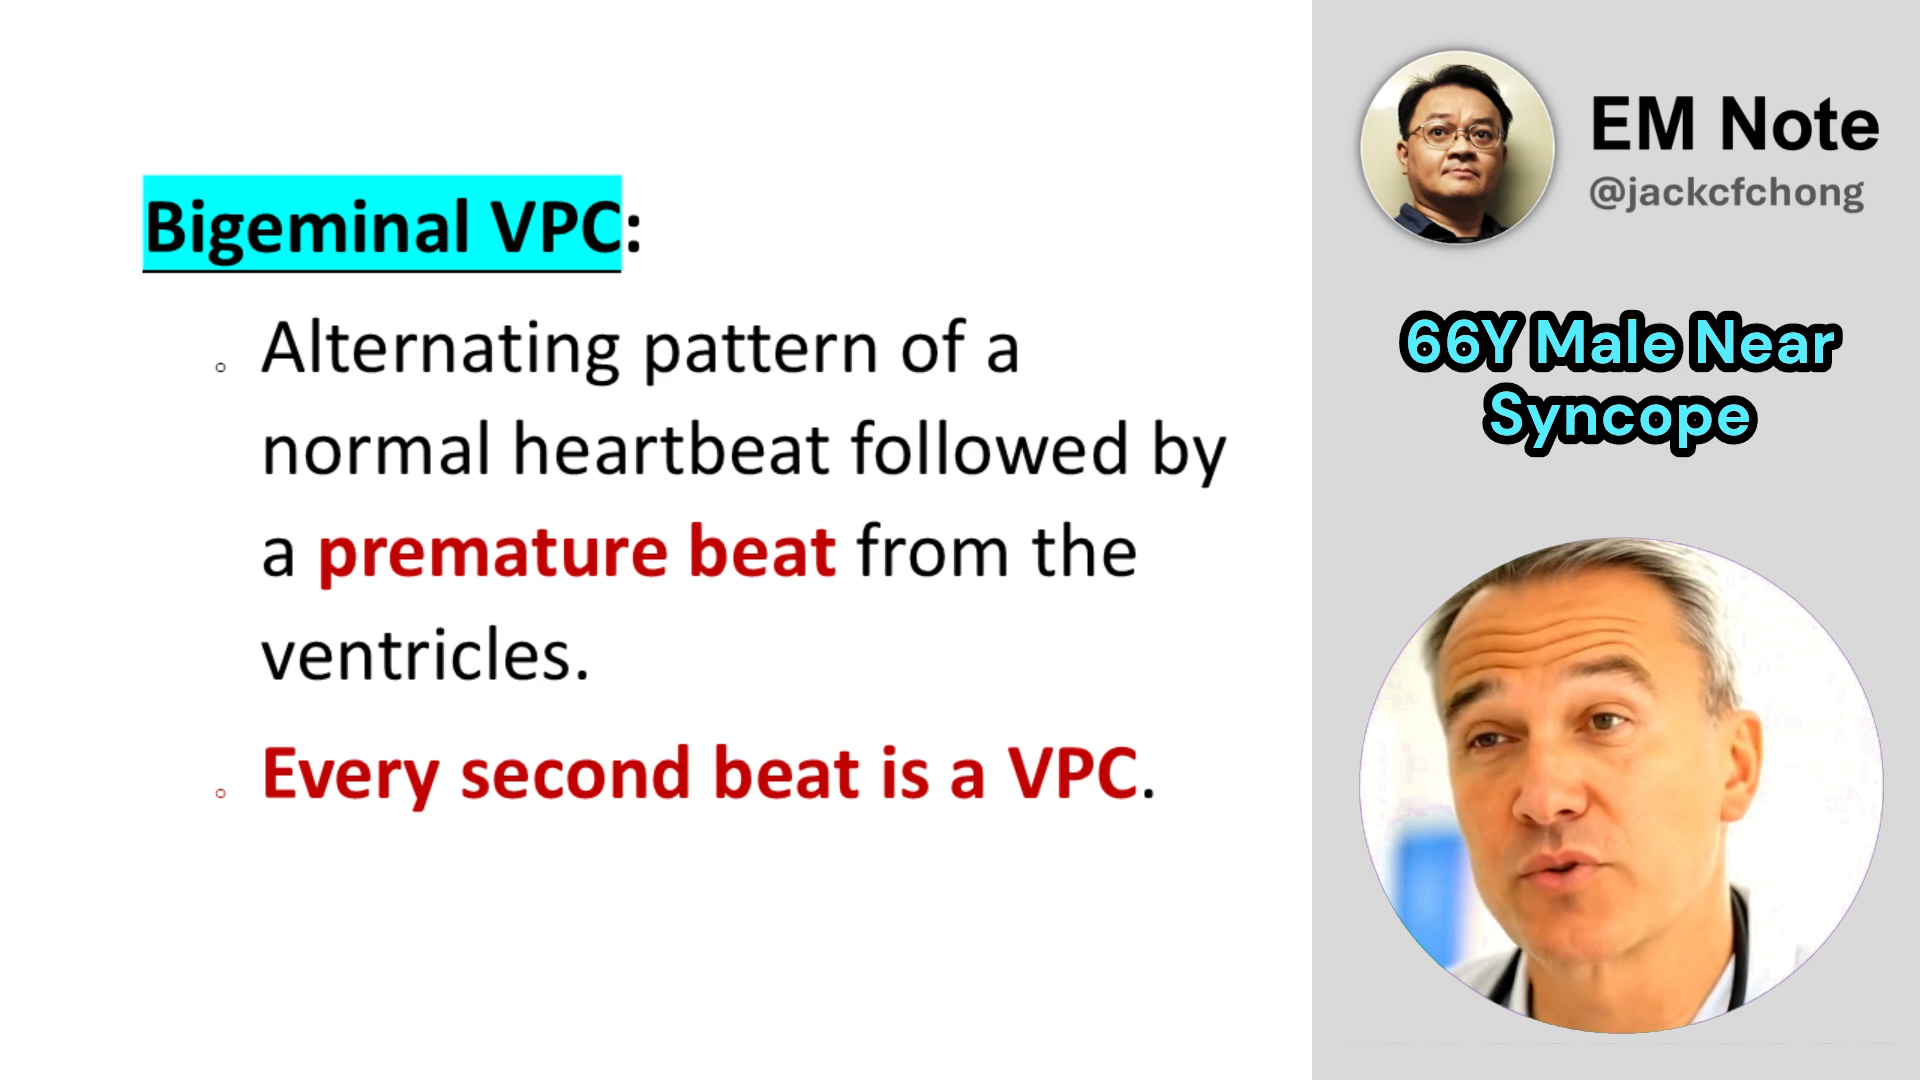 Bigeminal VPC:
Alternating pattern of a
normal heartbeat followed by
a premature beat from the
ventricles.
Every second beat is a VPC.
EM Note
@jackcfchong
66Y Male Near
Syncope